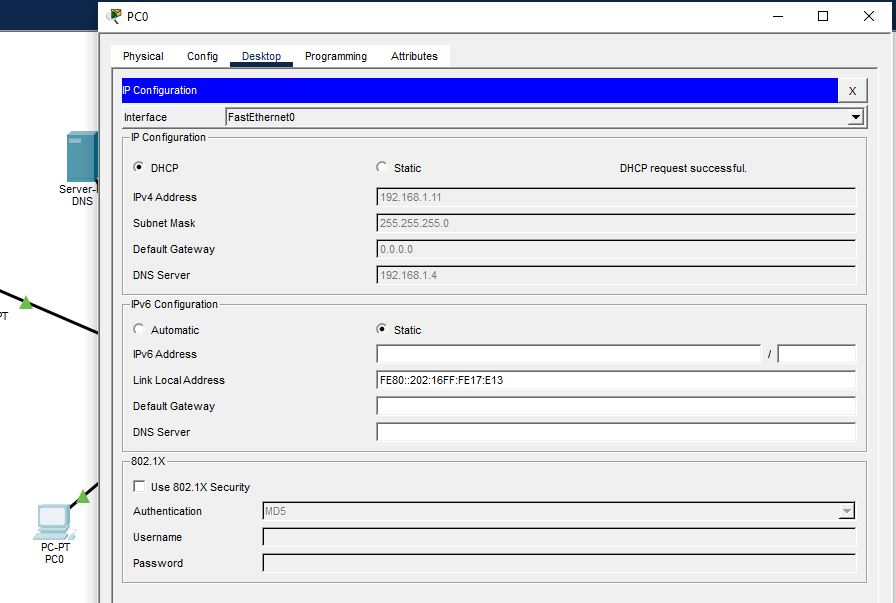 PC0
X
Physical Config Desktop Programming Attributes
IP Configuration
X
Interface FastEthernet0
IP Configuration
DHCP Static DHCP request successful.
IPv4 Address 192.168.1.11
Subnet Mask 255.255.255.0
Default Gateway 0.0.0.0
DNS Server 192.168.1.4
IPv6 Configuration
Automatic Static
IPv6 Address /
Link Local Address FE80::202:16FF:FE17:E13
Default Gateway
DNS Server
802.1X
Use 802.1X Security
Authentication MD5
Username
Password
Server-
DNS
PT
PC-PT
PC0